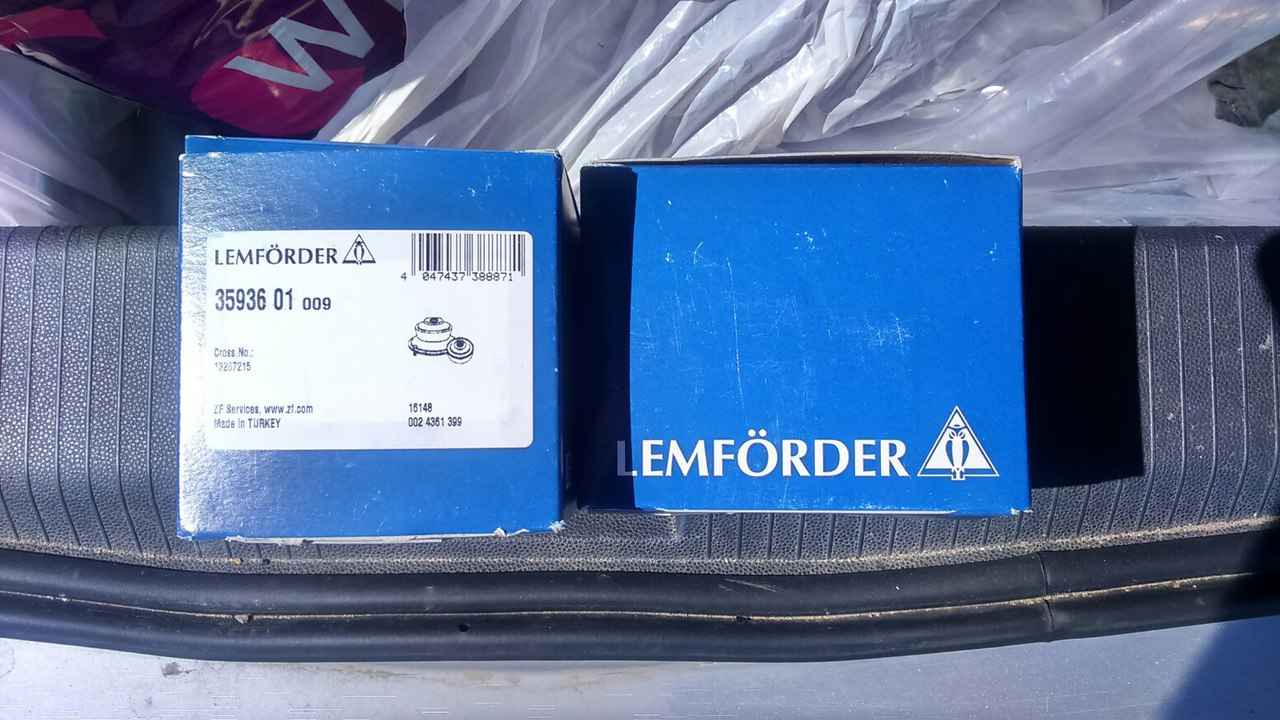 W
LEMFÖRDER
4 047437 388871
35936 01 009
Cross.No.:
13267215
ZF Services, www.zf.com
16148
Made in TURKEY
002 4361 399
LEMFÖRDER